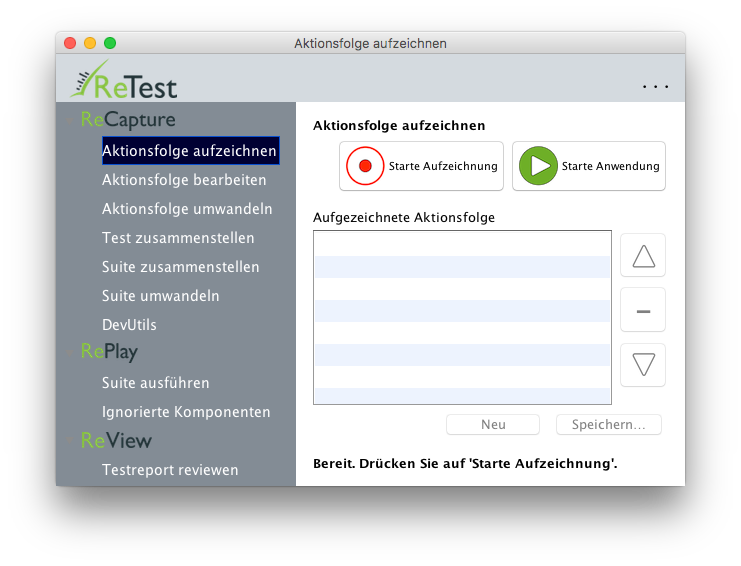 Aktionsfolge aufzeichnen
ReTest
...
ReCapture
Aktionsfolge aufzeichnen
Aktionsfolge bearbeiten
Aktionsfolge umwandeln
Test zusammenstellen
Suite zusammenstellen
Suite umwandeln
DevUtils
RePlay
Suite ausführen
Ignorierte Komponenten
ReView
Testreport reviewen
Aktionsfolge aufzeichnen
Starte Aufzeichnung
Starte Anwendung
Aufgezeichnete Aktionsfolge
Neu
Speichern...
Bereit. Drücken Sie auf 'Starte Aufzeichnung'.